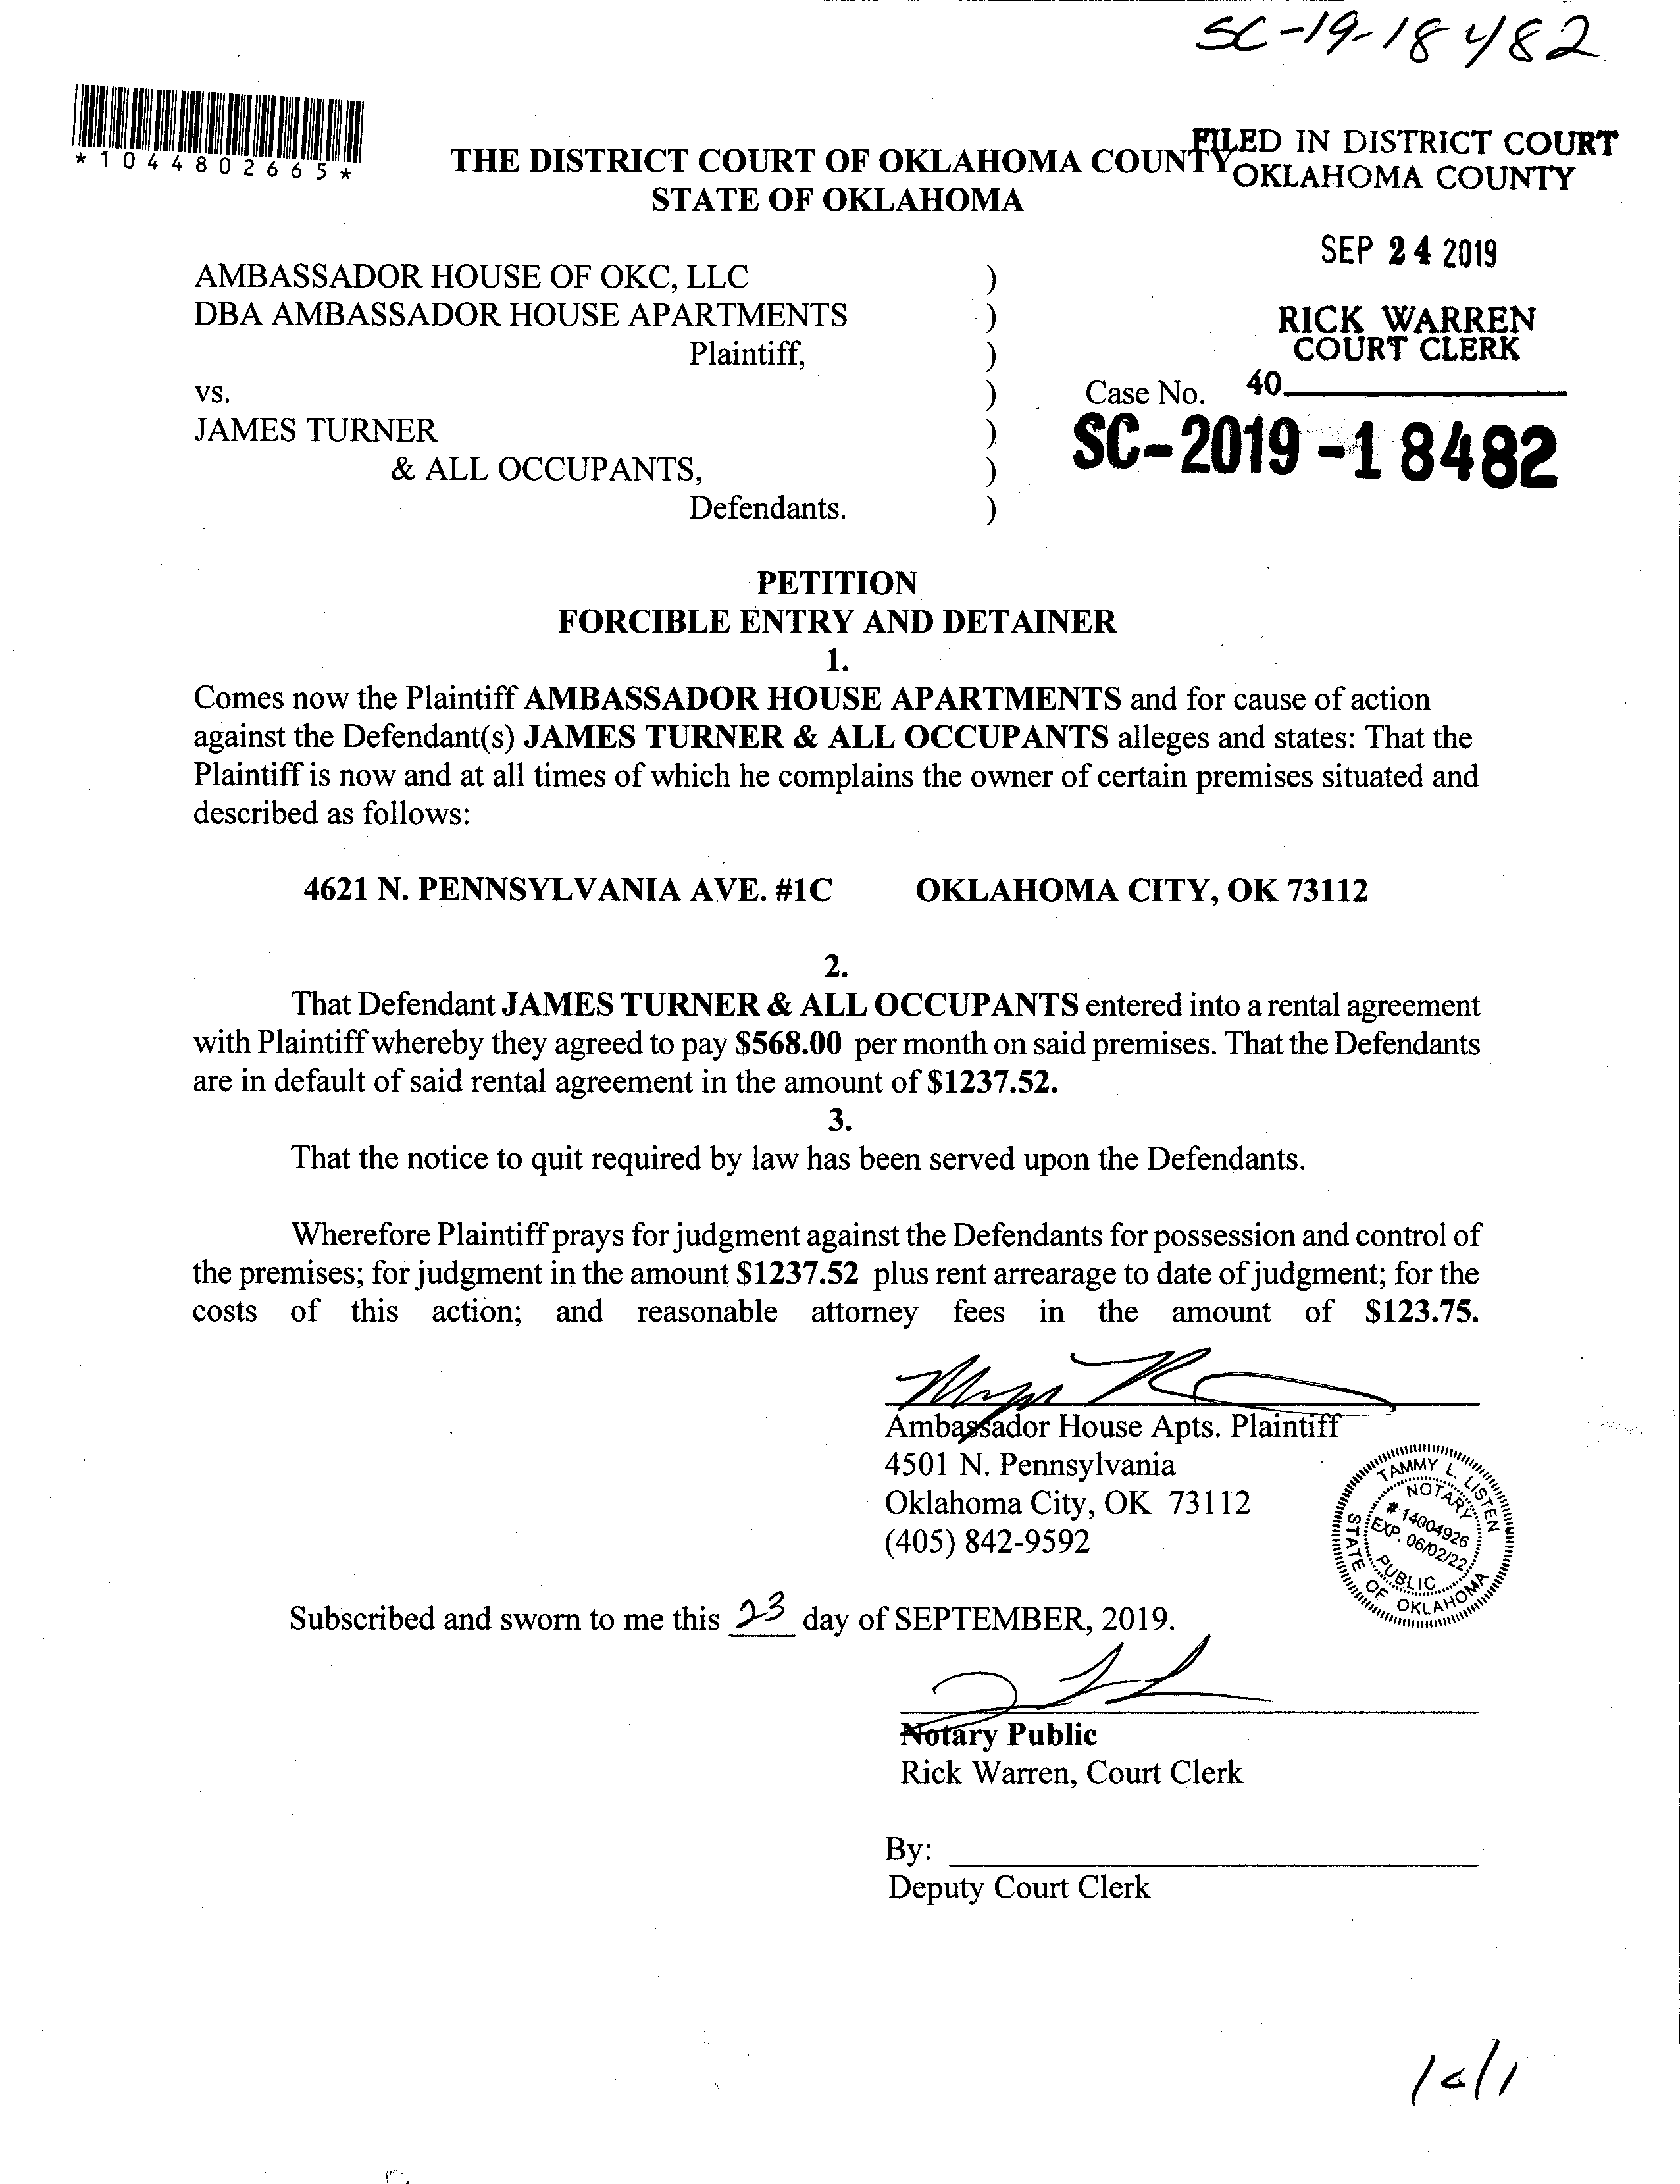 SC-19-18482
*1044802665*
FILED IN DISTRICT COURT
OKLAHOMA COUNTY
THE DISTRICT COURT OF OKLAHOMA COUNTY
STATE OF OKLAHOMA
SEP 24 2019
RICK WARREN
COURT CLERK
40
AMBASSADOR HOUSE OF OKC, LLC )
DBA AMBASSADOR HOUSE APARTMENTS )
Plaintiff, )
vs. ) Case No.
JAMES TURNER ) SC-2019-18482
& ALL OCCUPANTS, )
Defendants. )
PETITION
FORCIBLE ENTRY AND DETAINER
1.
Comes now the Plaintiff AMBASSADOR HOUSE APARTMENTS and for cause of action
against the Defendant(s) JAMES TURNER & ALL OCCUPANTS alleges and states: That the
Plaintiff is now and at all times of which he complains the owner of certain premises situated and
described as follows:
4621 N. PENNSYLVANIA AVE. #1C OKLAHOMA CITY, OK 73112
2.
That Defendant JAMES TURNER & ALL OCCUPANTS entered into a rental agreement
with Plaintiff whereby they agreed to pay $568.00 per month on said premises. That the Defendants
are in default of said rental agreement in the amount of $1237.52.
3.
That the notice to quit required by law has been served upon the Defendants.
Wherefore Plaintiff prays for judgment against the Defendants for possession and control of
the premises; for judgment in the amount $1237.52 plus rent arrearage to date of judgment; for the
costs of this action; and reasonable attorney fees in the amount of $123.75.
Ambassador House Apts. Plaintiff
4501 N. Pennsylvania
Oklahoma City, OK 73112
(405) 842-9592
TAMMY L. LISTEN
NOTARY
# 14004926
EXP. 06/02/22
PUBLIC
STATE OF OKLAHOMA
Subscribed and sworn to me this 23 day of SEPTEMBER, 2019.
Notary Public
Rick Warren, Court Clerk
By:
Deputy Court Clerk